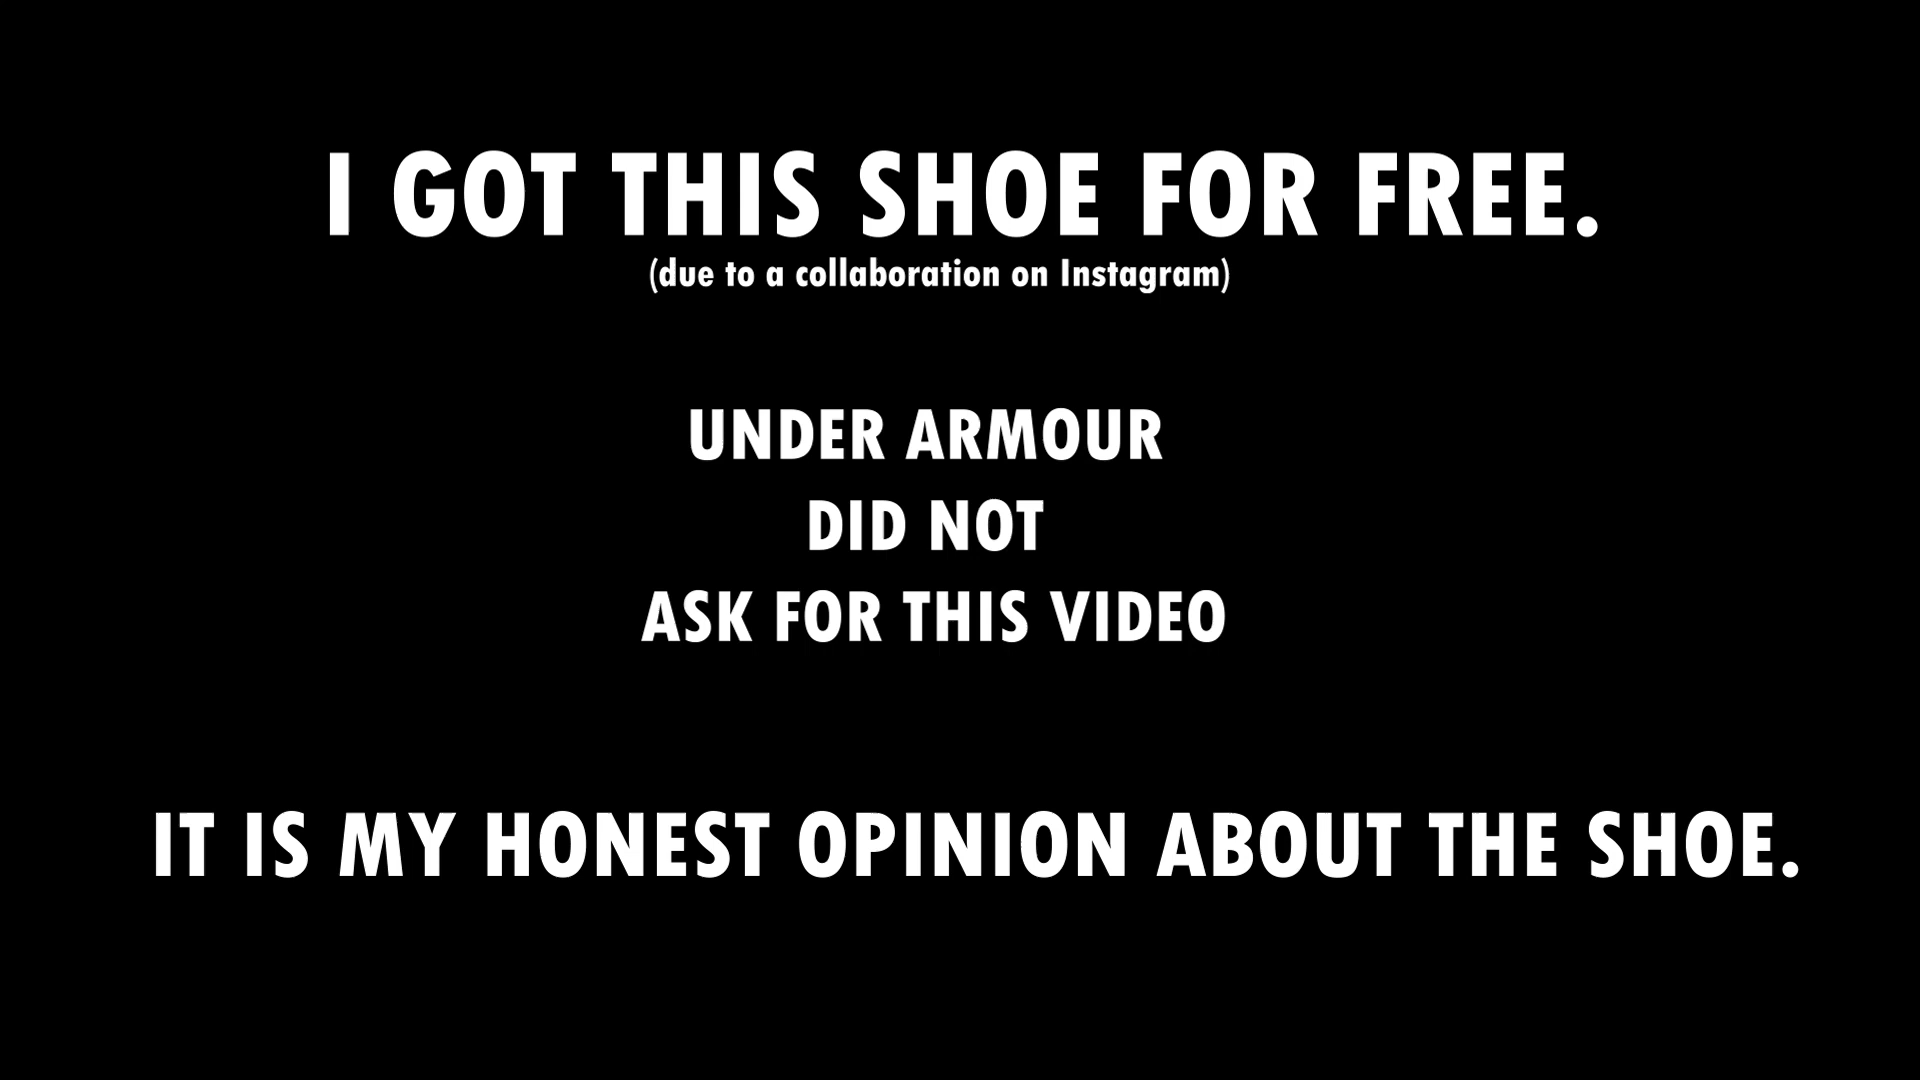 I GOT THIS SHOE FOR FREE.
(due to a collaboration on Instagram)
UNDER ARMOUR
DID NOT
ASK FOR THIS VIDEO
IT IS MY HONEST OPINION ABOUT THE SHOE.